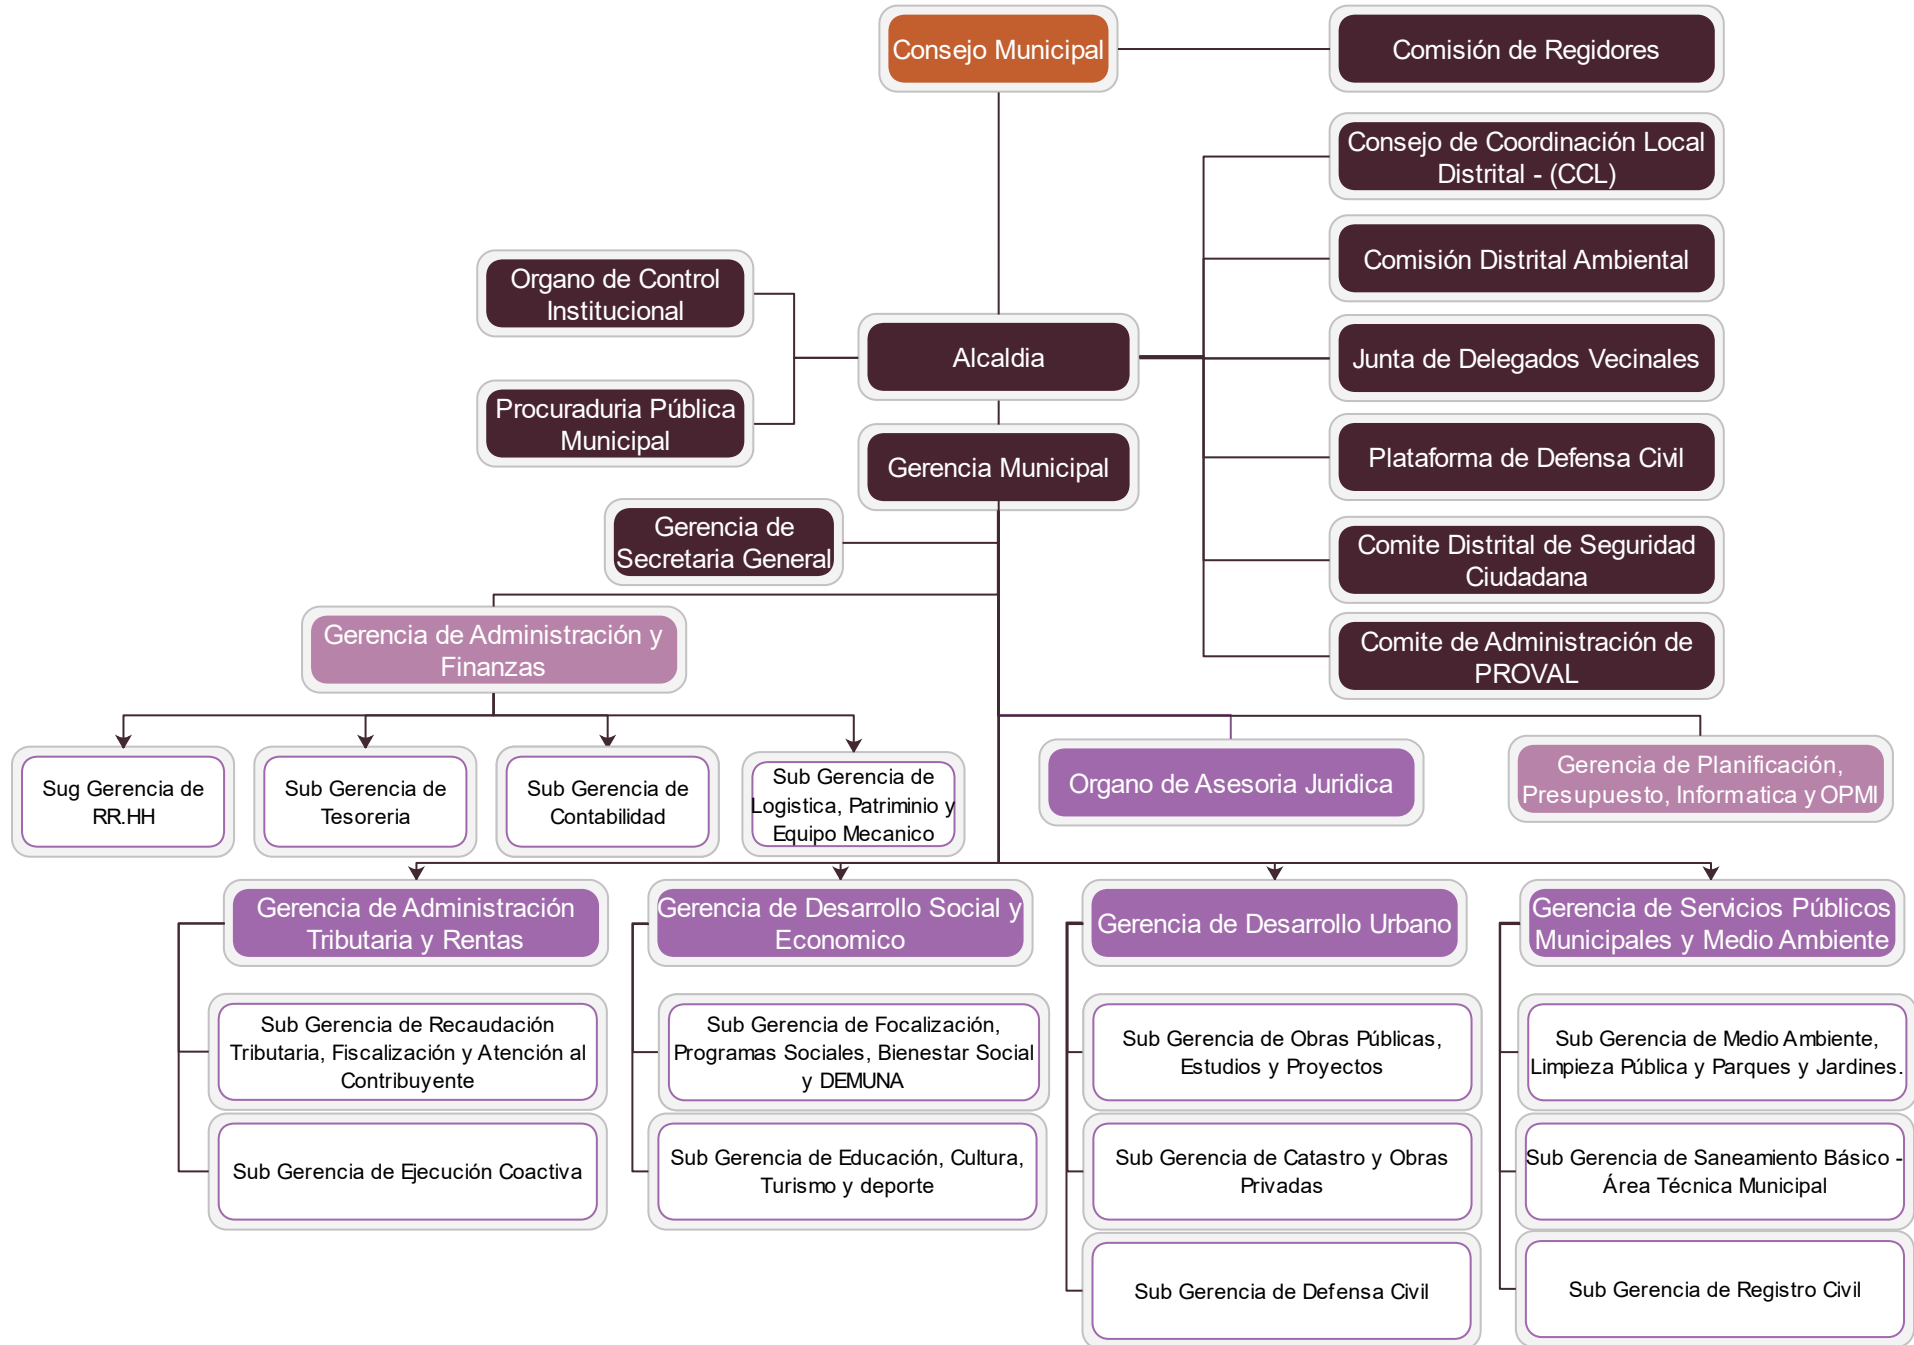 Consejo Municipal
Comisión de Regidores
Consejo de Coordinación Local
Distrital - (CCL)
Comisión Distrital Ambiental
Organo de Control
Institucional
Alcaldia
Junta de Delegados Vecinales
Procuraduria Pública
Municipal
Gerencia Municipal
Plataforma de Defensa Civil
Gerencia de
Secretaria General
Comite Distrital de Seguridad
Ciudadana
Gerencia de Administración y
Finanzas
Comite de Administración de
PROVAL
Sug Gerencia de
RR.HH
Sub Gerencia de
Tesoreria
Sub Gerencia de
Contabilidad
Sub Gerencia de
Logistica, Patriminio y
Equipo Mecanico
Organo de Asesoria Juridica
Gerencia de Planificación,
Presupuesto, Informatica y OPMI
Gerencia de Administración
Tributaria y Rentas
Gerencia de Desarrollo Social y
Economico
Gerencia de Desarrollo Urbano
Gerencia de Servicios Públicos
Municipales y Medio Ambiente
Sub Gerencia de Recaudación
Tributaria, Fiscalización y Atención al
Contribuyente
Sub Gerencia de Focalización,
Programas Sociales, Bienestar Social
y DEMUNA
Sub Gerencia de Obras Públicas,
Estudios y Proyectos
Sub Gerencia de Medio Ambiente,
Limpieza Pública y Parques y Jardines.
Sub Gerencia de Ejecución Coactiva
Sub Gerencia de Educación, Cultura,
Turismo y deporte
Sub Gerencia de Catastro y Obras
Privadas
Sub Gerencia de Saneamiento Básico -
Área Técnica Municipal
Sub Gerencia de Defensa Civil
Sub Gerencia de Registro Civil